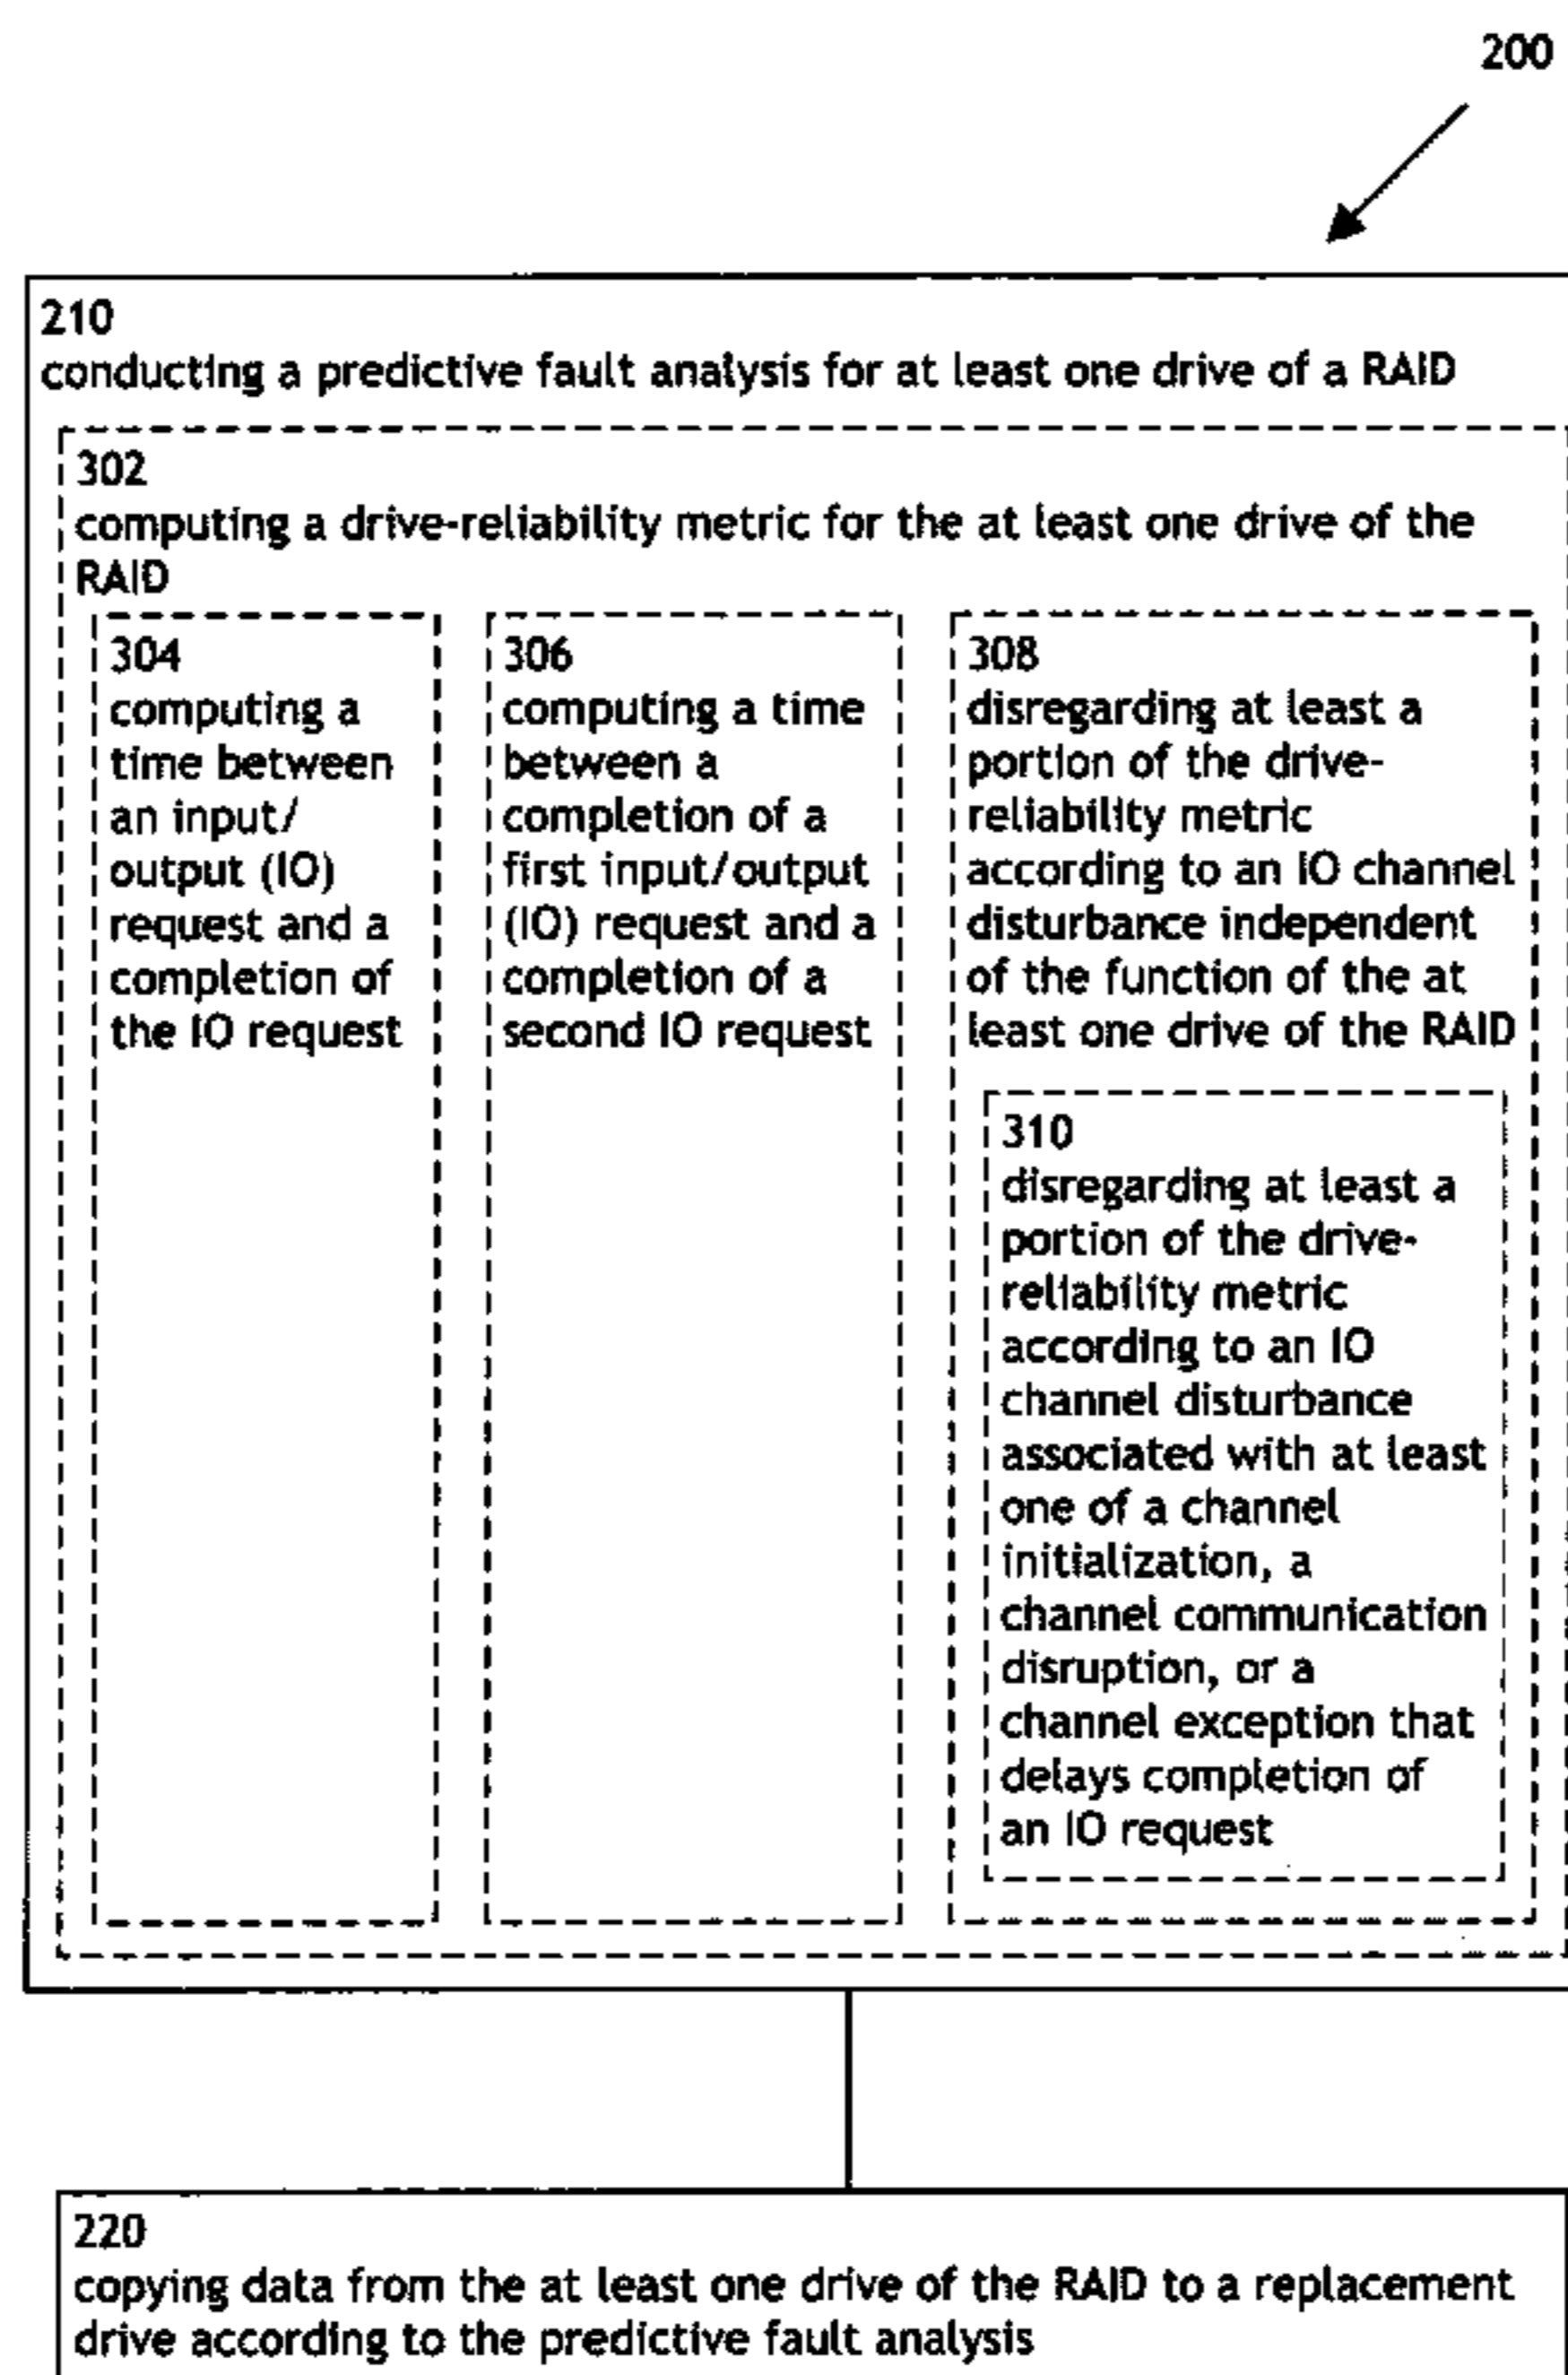 200
210
conducting a predictive fault analysis for at least one drive of a RAID
302
computing a drive-reliability metric for the at least one drive of the
RAID
304
computing a
time between
an input/
output (IO)
request and a
completion of
the IO request
306
computing a time
between a
completion of a
first input/output
(IO) request and a
completion of a
second IO request
308
disregarding at least a
portion of the drive-
reliability metric
according to an IO channel
disturbance independent
of the function of the at
least one drive of the RAID
310
disregarding at least a
portion of the drive-
reliability metric
according to an IO
channel disturbance
associated with at least
one of a channel
initialization, a
channel communication
disruption, or a
channel exception that
delays completion of
an IO request
220
copying data from the at least one drive of the RAID to a replacement
drive according to the predictive fault analysis